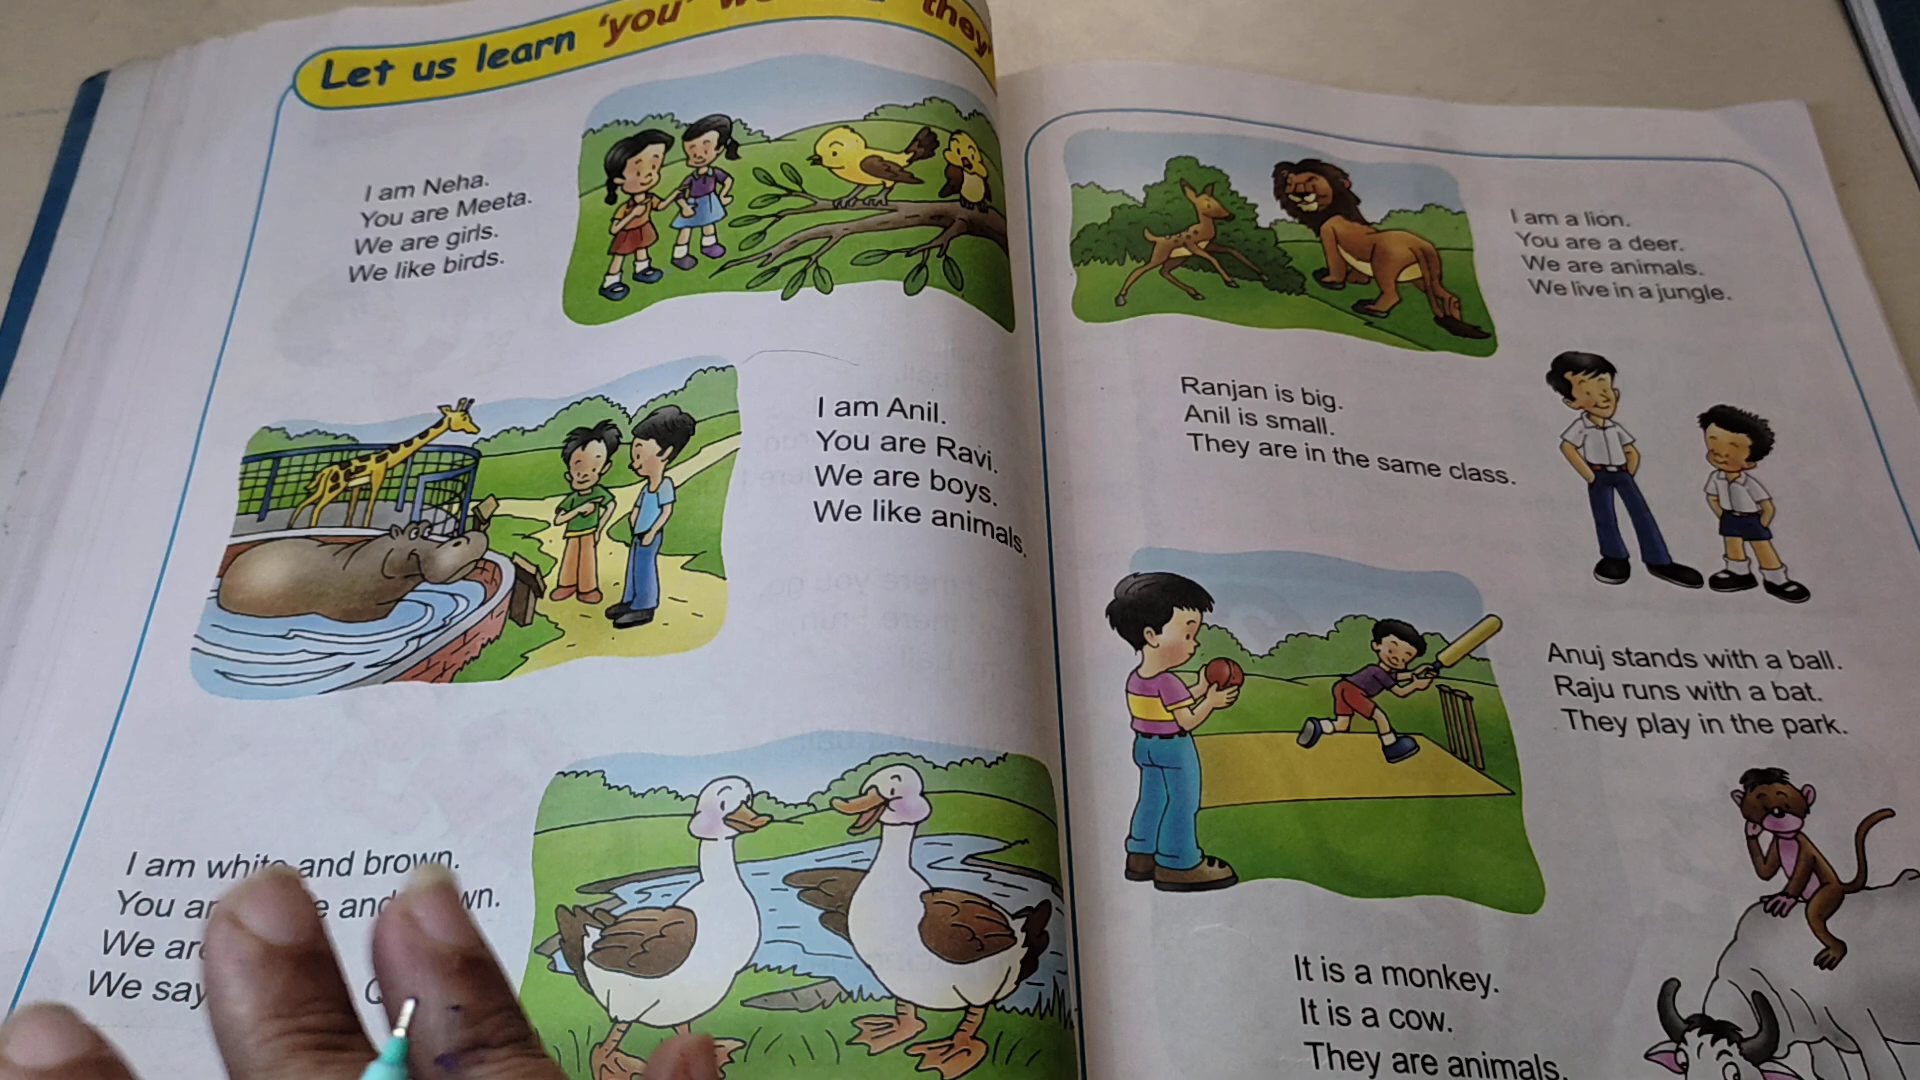 Let us learn 'you' 'they'
I am Neha.
You are Meeta.
We are girls.
We like birds.
I am Anil.
You are Ravi.
We are boys.
We like animals.
I am white and brown.
You and
We
We say
I am a lion.
You are a deer.
We are animals.
We live in a jungle.
Ranjan is big.
Anil is small.
They are in the same class.
Anuj stands with a ball.
Raju runs with a bat.
They play in the park.
It is a monkey.
It is a cow.
They are animals.